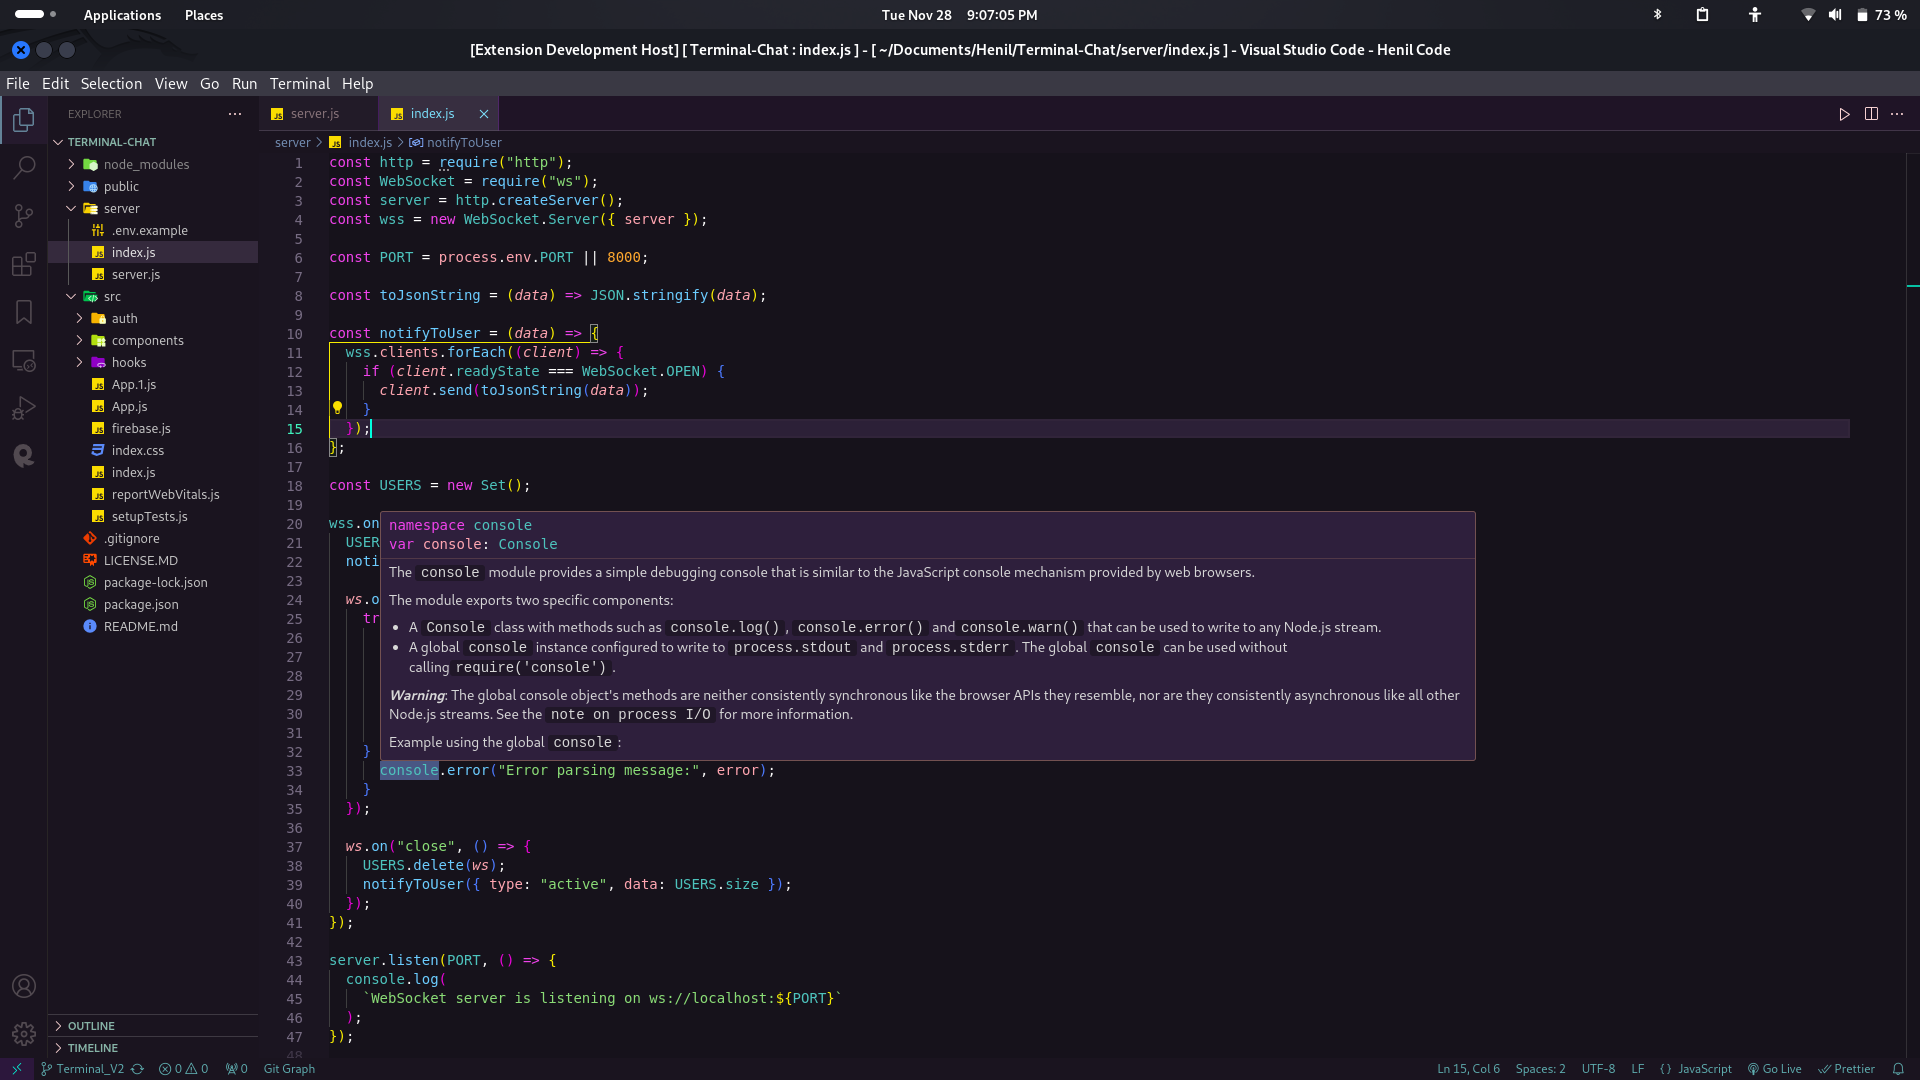 Applications Places Tue Nov 28 9:07:05 PM 73 %
[Extension Development Host] [ Terminal-Chat : index.js ] - [ ~/Documents/Henil/Terminal-Chat/server/index.js ] - Visual Studio Code - Henil Code
File Edit Selection View Go Run Terminal Help
EXPLORER
TERMINAL-CHAT
node_modules
public
server
.env.example
index.js
server.js
src
auth
components
hooks
App.1.js
App.js
firebase.js
index.css
index.js
reportWebVitals.js
setupTests.js
.gitignore
LICENSE.MD
package-lock.json
package.json
README.md
OUTLINE
TIMELINE
server.js index.js
server > index.js > notifyToUser
1 const http = require("http");
2 const WebSocket = require("ws");
3 const server = http.createServer();
4 const wss = new WebSocket.Server({ server });
5
6 const PORT = process.env.PORT || 8000;
7
8 const toJsonString = (data) => JSON.stringify(data);
9
10 const notifyToUser = (data) => {
11 wss.clients.forEach((client) => {
12 if (client.readyState === WebSocket.OPEN) {
13 client.send(toJsonString(data));
14 }
15 });
16 };
17
18 const USERS = new Set();
19
20 wss.on
21 USER
22 noti
23
24 ws.o
25 tr
26
27
28
29
30
31
32 }
namespace console
var console: Console
The console module provides a simple debugging console that is similar to the JavaScript console mechanism provided by web browsers.
The module exports two specific components:
• A Console class with methods such as console.log(), console.error() and console.warn() that can be used to write to any Node.js stream.
• A global console instance configured to write to process.stdout and process.stderr. The global console can be used without
calling require('console').
Warning: The global console object's methods are neither consistently synchronous like the browser APIs they resemble, nor are they consistently asynchronous like all other
Node.js streams. See the note on process I/O for more information.
Example using the global console:
33 console.error("Error parsing message:", error);
34 }
35 });
36
37 ws.on("close", () => {
38 USERS.delete(ws);
39 notifyToUser({ type: "active", data: USERS.size });
40 });
41 });
42
43 server.listen(PORT, () => {
44 console.log(
45 `WebSocket server is listening on ws://localhost:${PORT}`
46 );
47 });
48
Terminal_V2 0 0 0 Git Graph Ln 15, Col 6 Spaces: 2 UTF-8 LF {} JavaScript Go Live Prettier